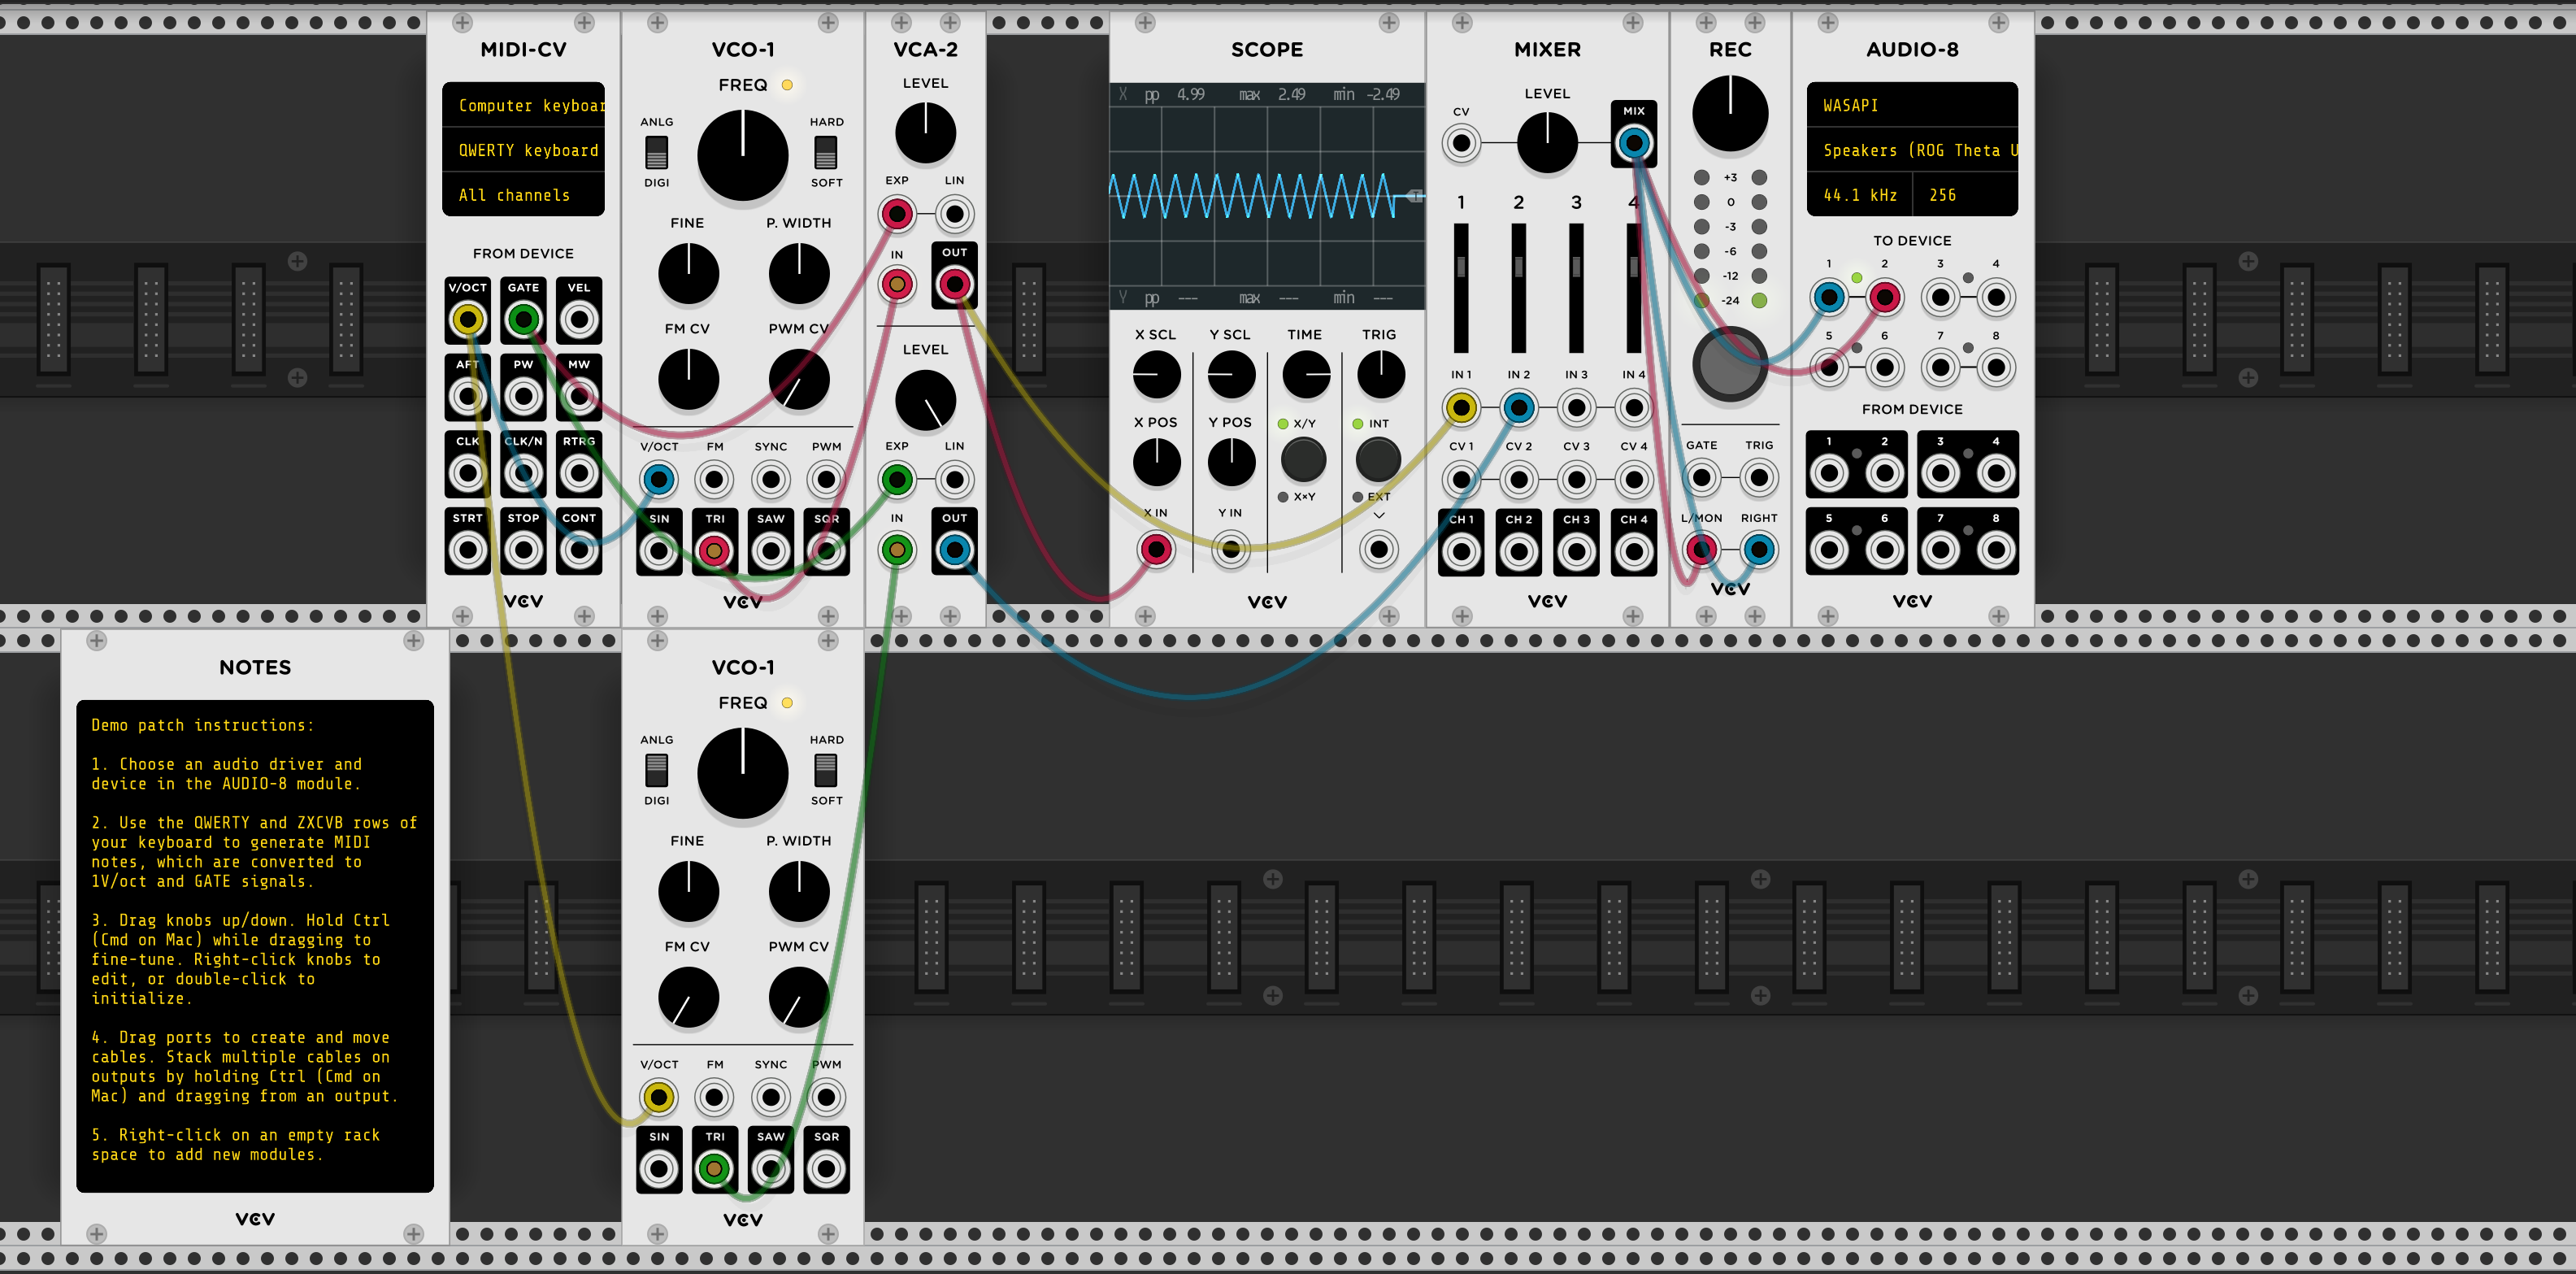 MIDI-CV
Computer keyboar
QWERTY keyboard
All channels
FROM DEVICE
V/OCT GATE VEL
AFT PW MW
CLK CLK/N RTRG
STRT STOP CONT
VCV
VCO-1
FREQ
ANLG HARD
DIGI SOFT
FINE P. WIDTH
FM CV PWM CV
V/OCT FM SYNC PWM
SIN TRI SAW SQR
VCV
VCA-2
LEVEL
EXP LIN
IN OUT
LEVEL
EXP LIN
IN OUT
SCOPE
X pp 4.99 max 2.49 min -2.49
1
Y pp --- max --- min ---
X SCL Y SCL TIME TRIG
X POS Y POS X/Y INT
X×Y EXT
X IN Y IN
VCV
MIXER
LEVEL
CV MIX
1 2 3 4
IN 1 IN 2 IN 3 IN 4
CV 1 CV 2 CV 3 CV 4
CH 1 CH 2 CH 3 CH 4
VCV
REC
+3
0
-3
-6
-12
-24
GATE TRIG
L/MON RIGHT
VCV
AUDIO-8
WASAPI
Speakers (ROG Theta U
44.1 kHz 256
TO DEVICE
1 2 3 4
5 6 7 8
FROM DEVICE
1 2 3 4
5 6 7 8
VCV
NOTES
Demo patch instructions:
1. Choose an audio driver and
device in the AUDIO-8 module.
2. Use the QWERTY and ZXCVB rows of
your keyboard to generate MIDI
notes, which are converted to
1V/oct and GATE signals.
3. Drag knobs up/down. Hold Ctrl
(Cmd on Mac) while dragging to
fine-tune. Right-click knobs to
edit, or double-click to
initialize.
4. Drag ports to create and move
cables. Stack multiple cables on
outputs by holding Ctrl (Cmd on
Mac) and dragging from an output.
5. Right-click on an empty rack
space to add new modules.
VCV
VCO-1
FREQ
ANLG HARD
DIGI SOFT
FINE P. WIDTH
FM CV PWM CV
V/OCT FM SYNC PWM
SIN TRI SAW SQR
VCV